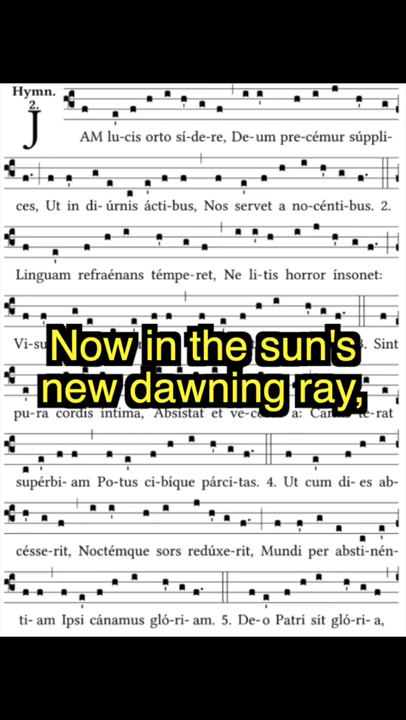 Hymn.
2.
JAM lu-cis orto sí-de-re, De-um pre-cémur súppli-
ces, Ut in di-úrnis ácti-bus, Nos servet a no-cénti-bus. 2.
Linguam refraénans témpe-ret, Ne li-tis horror ínsonet:
Now in the sun's
Vi-su
3. Sint
new dawning ray,
pu-ra cordis íntima, Absístat et ve-có a: Car te-rat
supérbi-am Po-tus ci-bíque párci-tas. 4. Ut cum di-es ab-
césse-rit, Noctémque sors redúxe-rit, Mundi per absti-nén-
ti-am Ipsi cánamus gló-ri-am. 5. De-o Patri sit gló-ri-a,